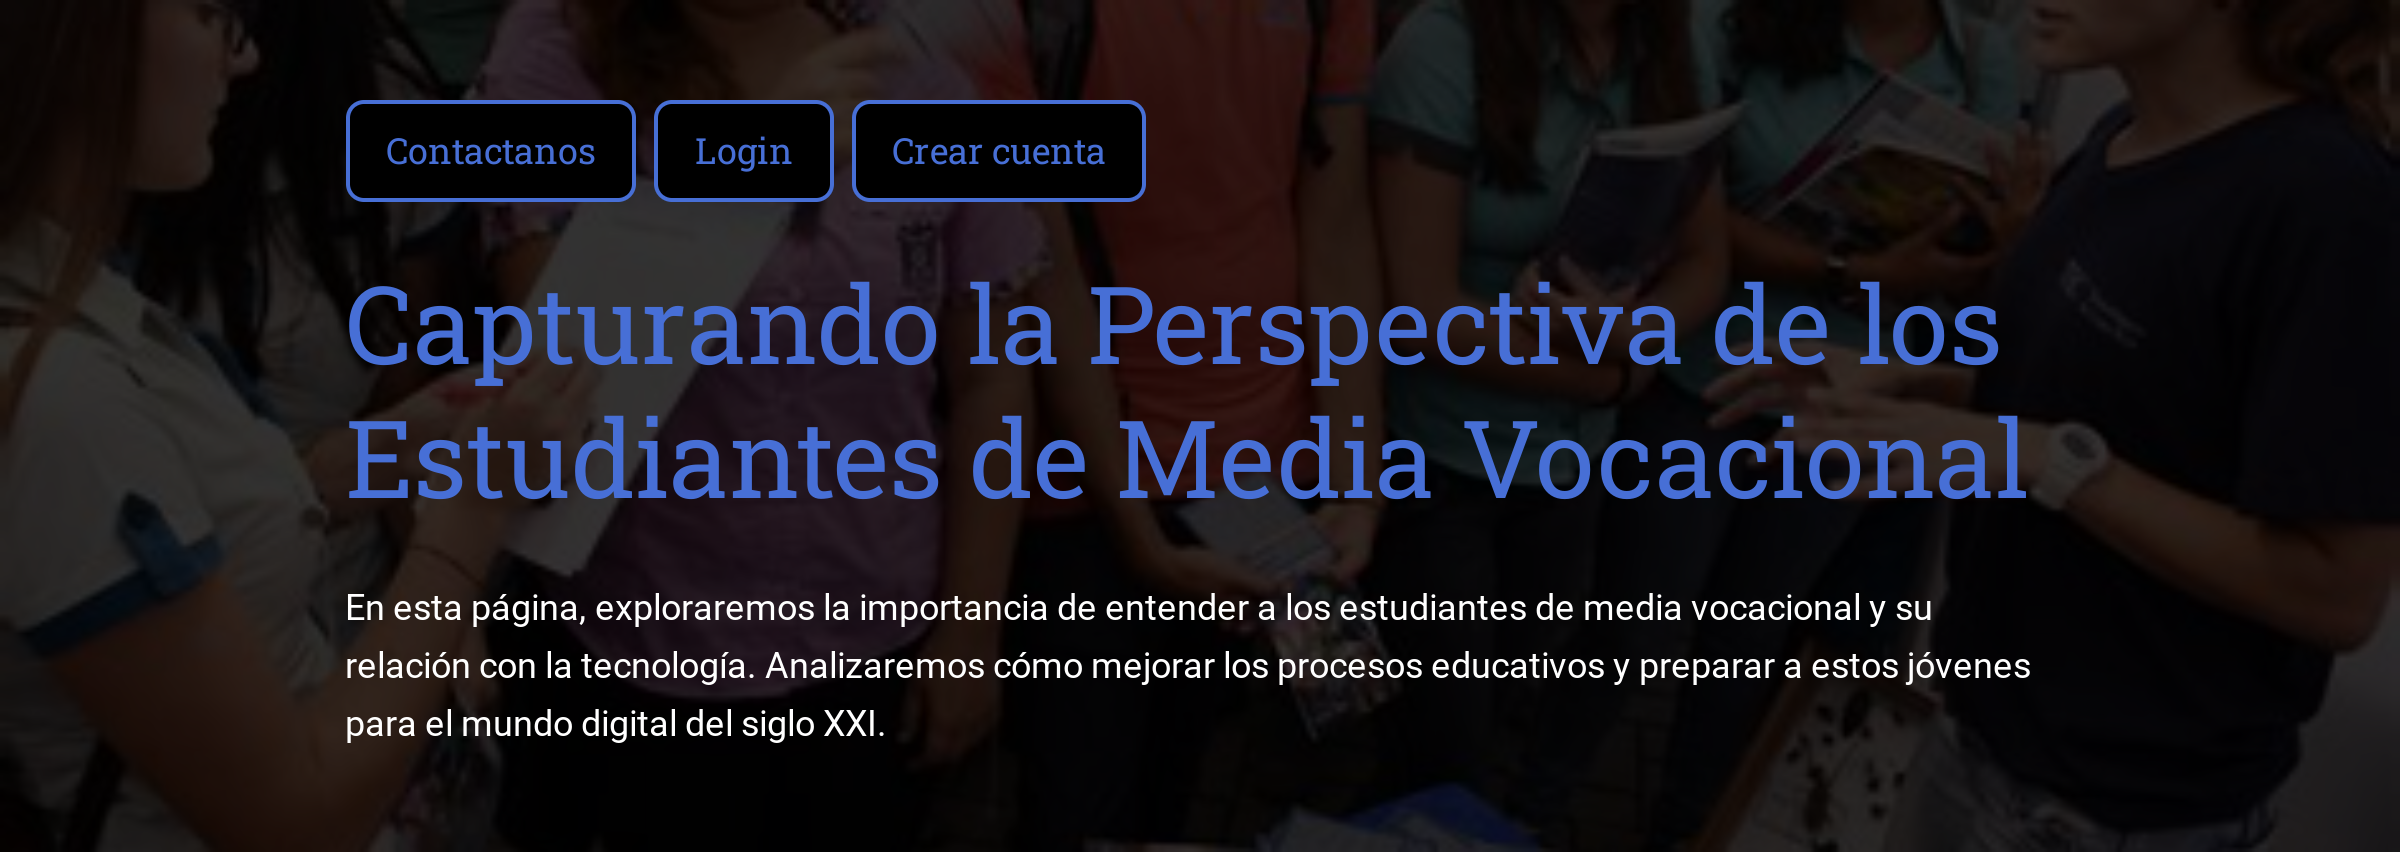 Contactanos Login Crear cuenta
Capturando la Perspectiva de los
Estudiantes de Media Vocacional
En esta página, exploraremos la importancia de entender a los estudiantes de media vocacional y su
relación con la tecnología. Analizaremos cómo mejorar los procesos educativos y preparar a estos jóvenes
para el mundo digital del siglo XXI.